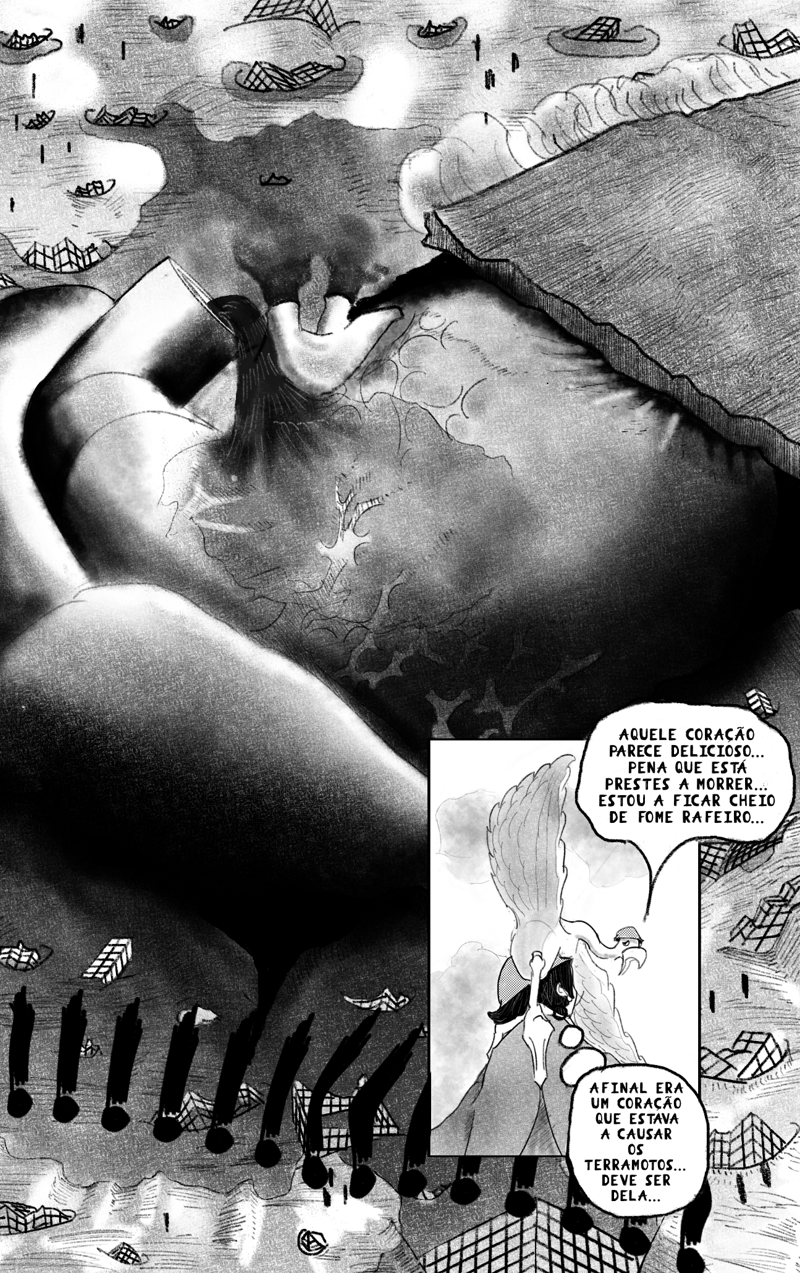 AQUELE CORAÇÃO
PARECE DELICIOSO...
PENA QUE ESTÁ
PRESTES A MORRER...
ESTOU A FICAR CHEIO
DE FOME RAFEIRO...
AFINAL ERA
UM CORAÇÃO
QUE ESTAVA
A CAUSAR
OS
TERRAMOTOS...
DEVE SER
DELA...